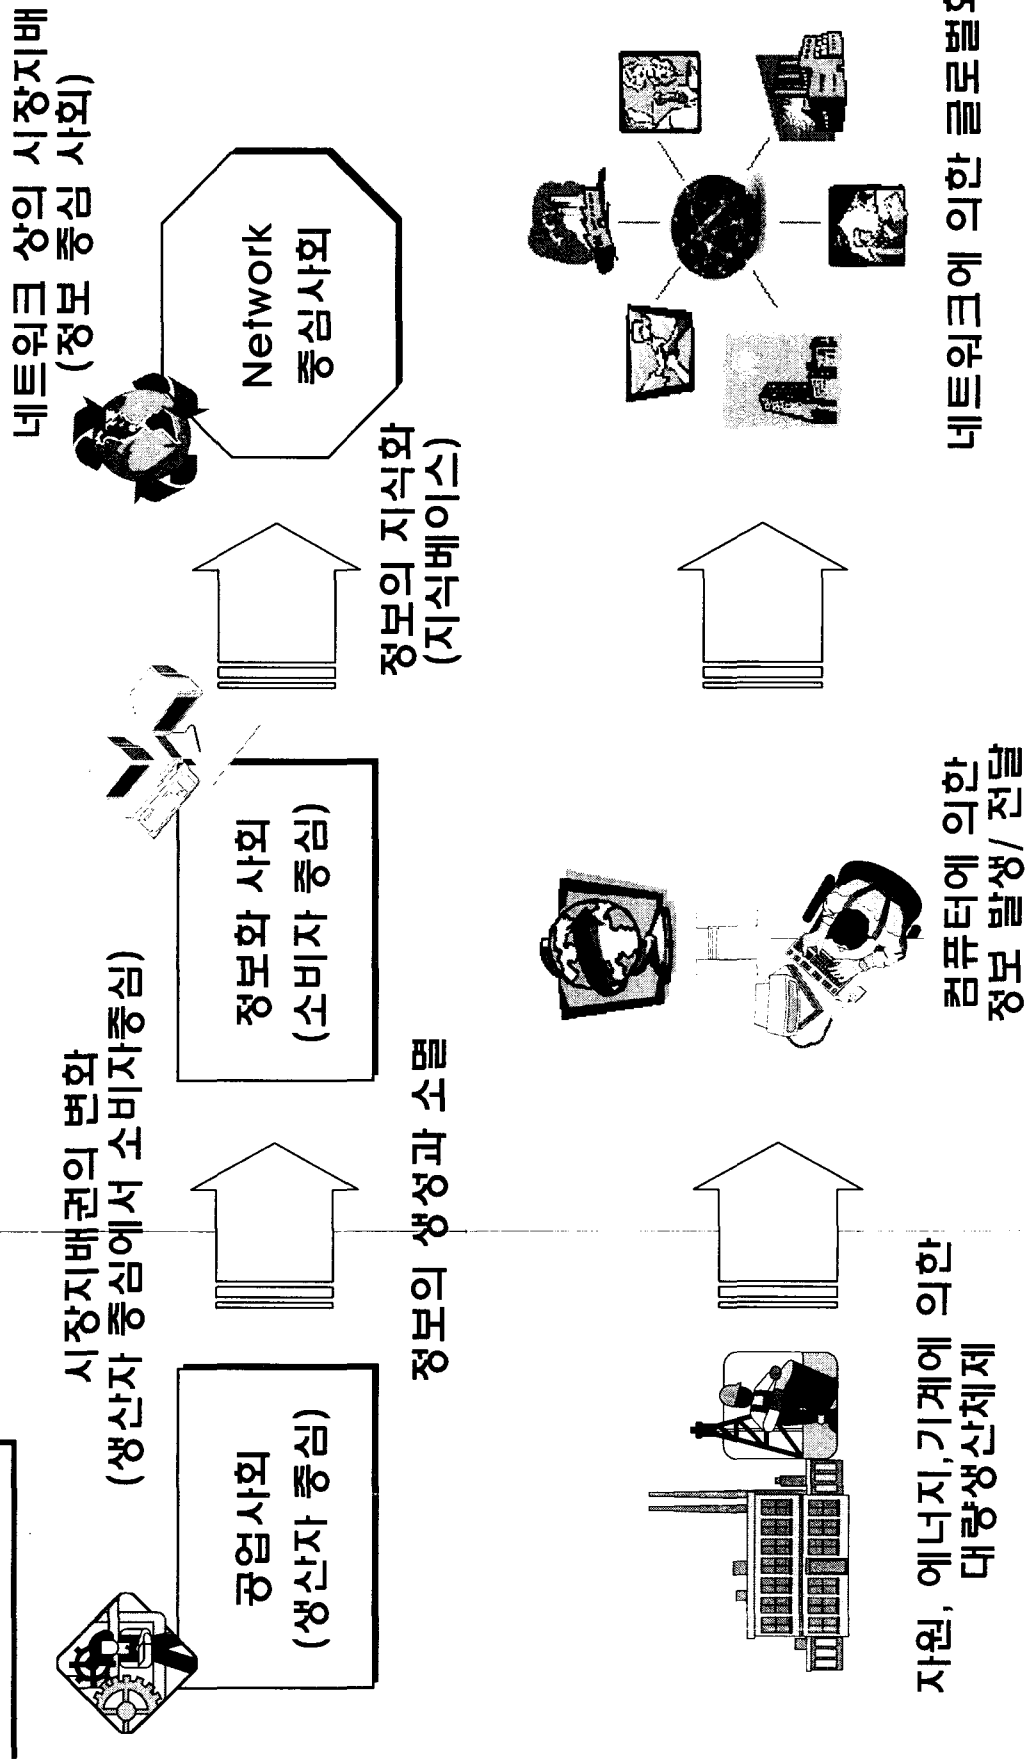 시장지배권의 변화
(생산자 중심에서 소비자중심)
네트워크 상의 시장지배
(정보 중심 사회)
공업사회
(생산자 중심)
정보화 사회
(소비자 중심)
Network
중심사회
정보의 생성과 소멸
정보의 지식화
(지식베이스)
자원, 에너지,기계에 의한
대량생산체제
컴퓨터에 의한
정보 발생/ 전달
네트워크에 의한 글로벌화